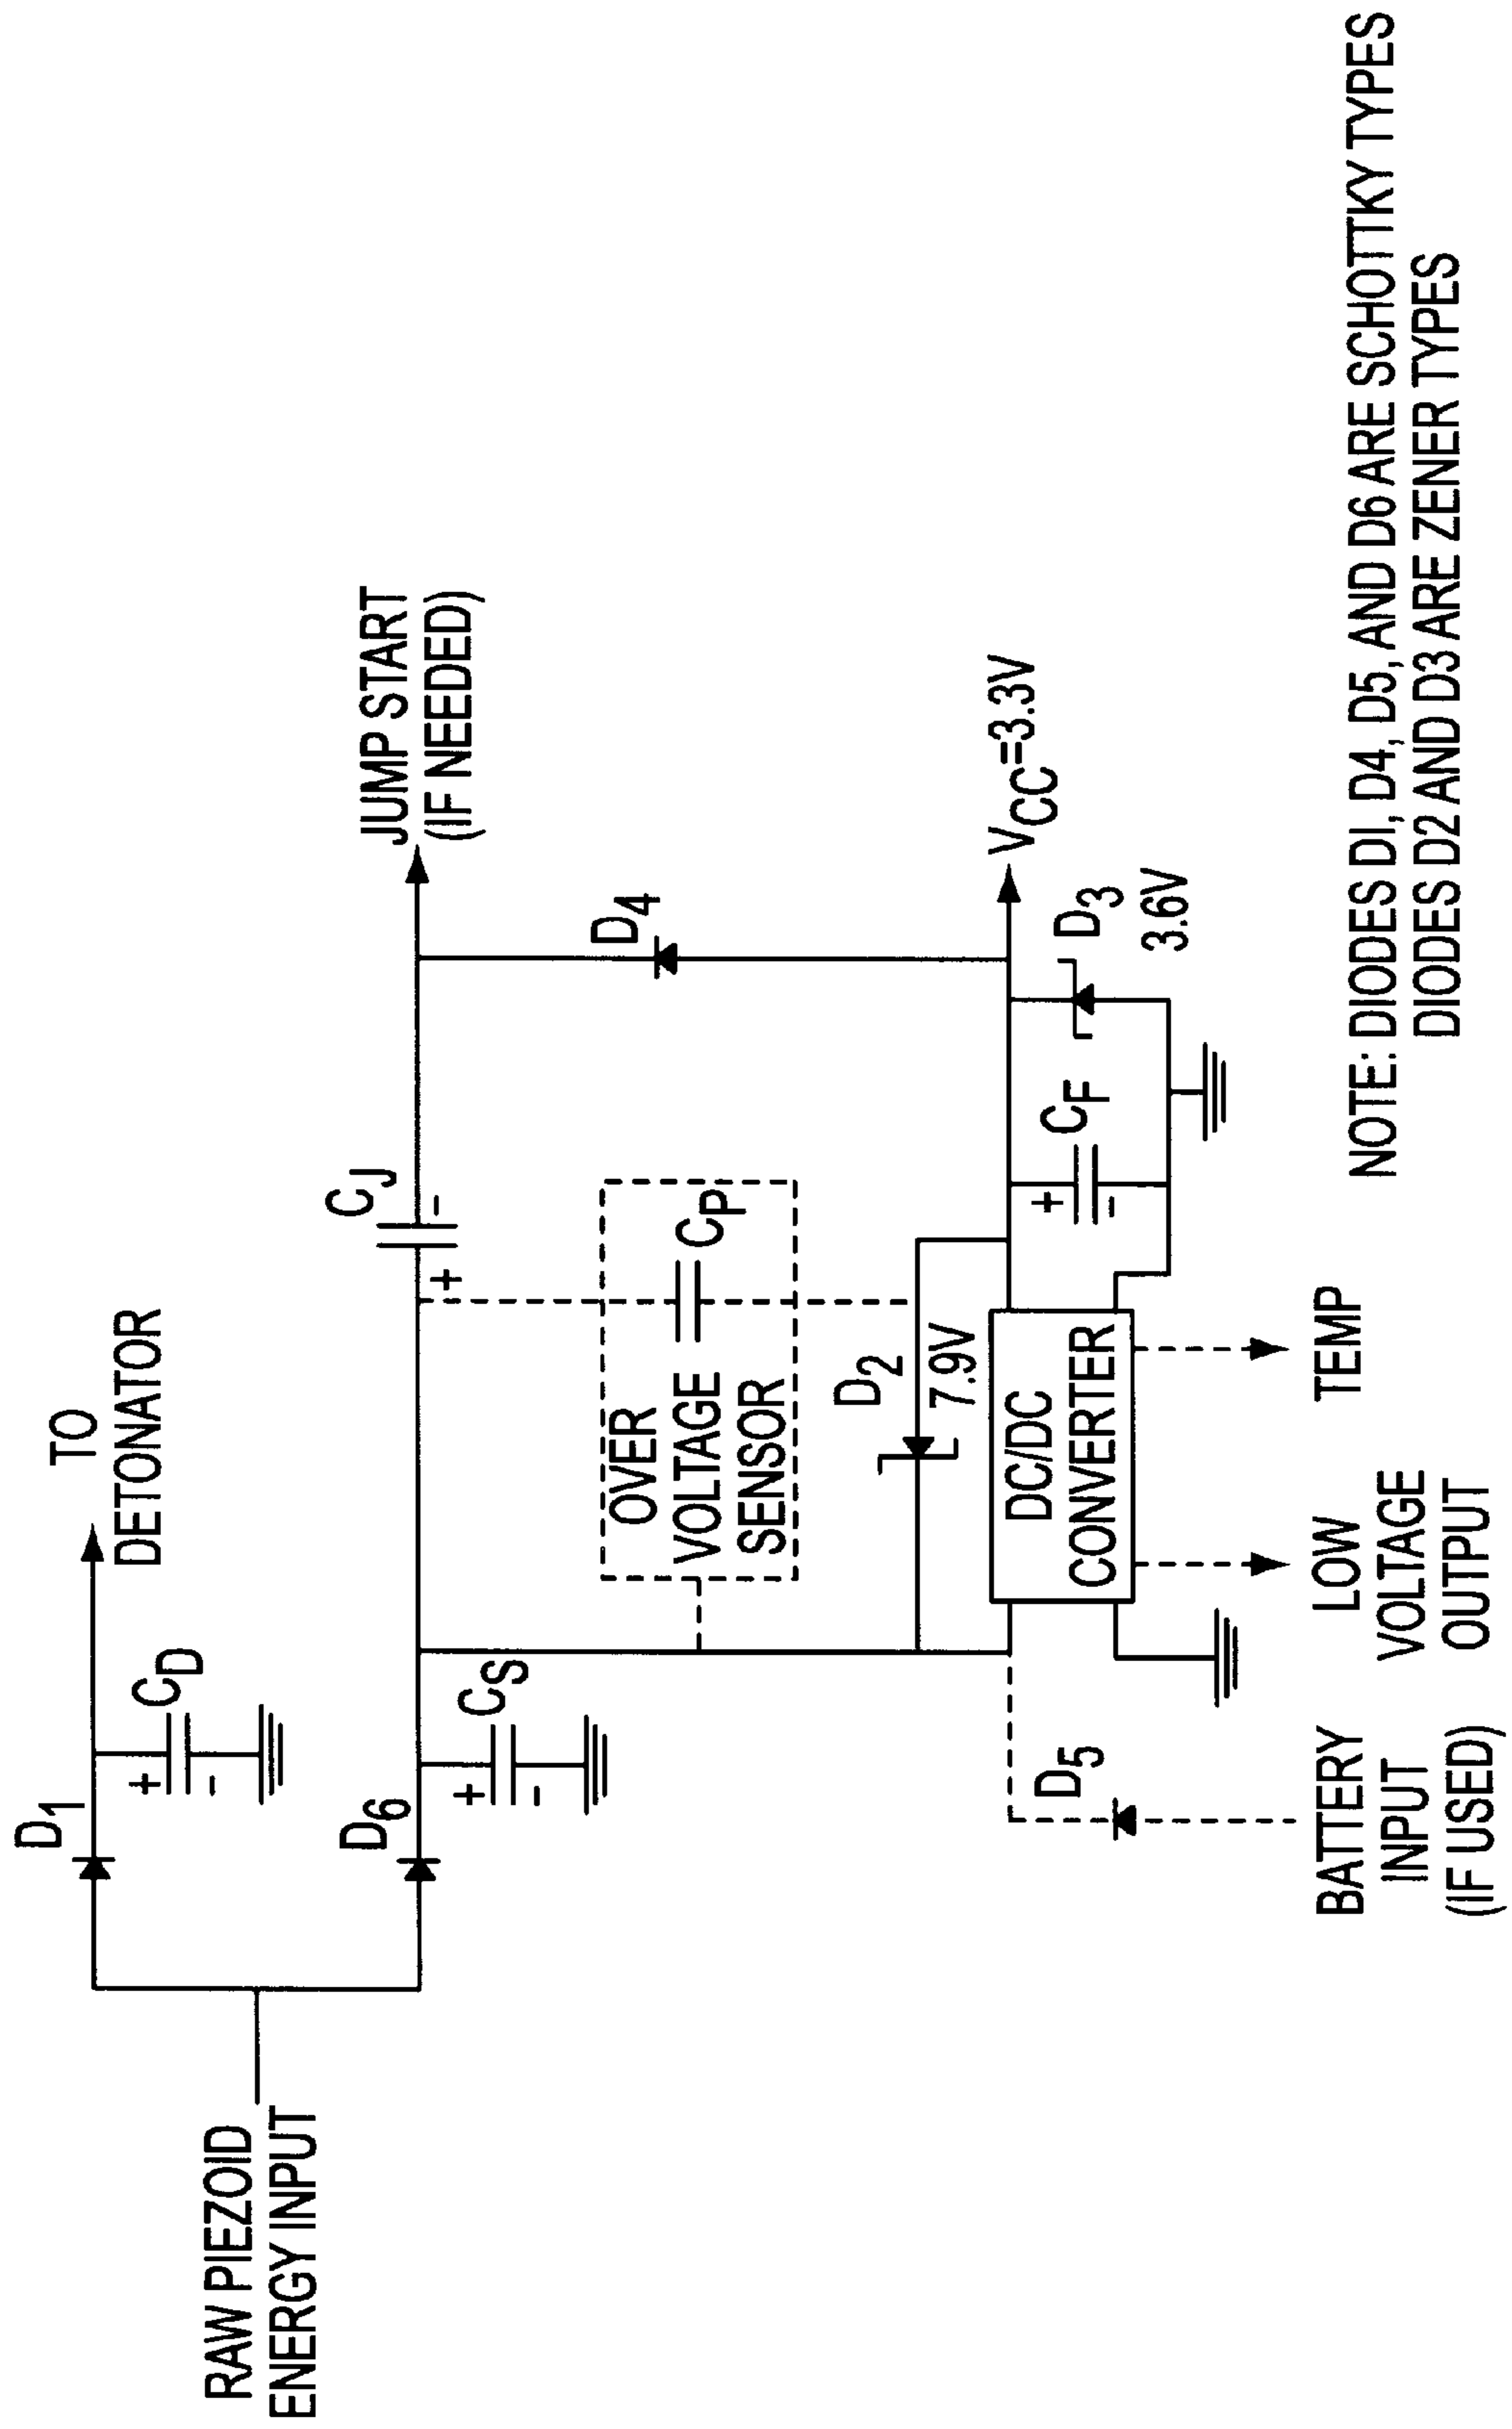 RAW PIEZOID
ENERGY INPUT
D1
TO
DETONATOR
+
CD
-
D6
+
CS
-
CJ
+
-
JUMP START
(IF NEEDED)
OVER
VOLTAGE
SENSOR
CP
D4
D2
7.9V
DC/DC
CONVERTER
+
CF
-
VCC=3.3V
D3
3.6V
D5
BATTERY
INPUT
(IF USED)
LOW
VOLTAGE
OUTPUT
TEMP
NOTE: DIODES DI, D4, D5, AND D6 ARE SCHOTTKY TYPES
DIODES D2 AND D3 ARE ZENER TYPES